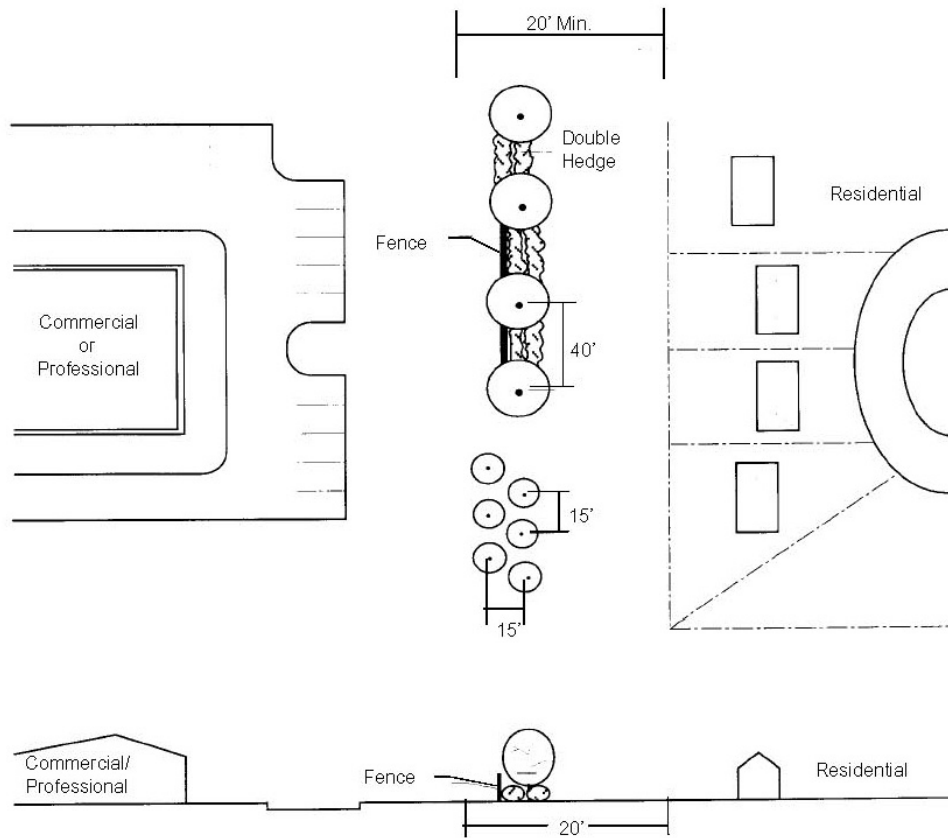 20' Min.
Double
Hedge
Residential
Fence
Commercial
or
Professional
40'
15'
15'
Commercial/
Professional
Fence
Residential
20'